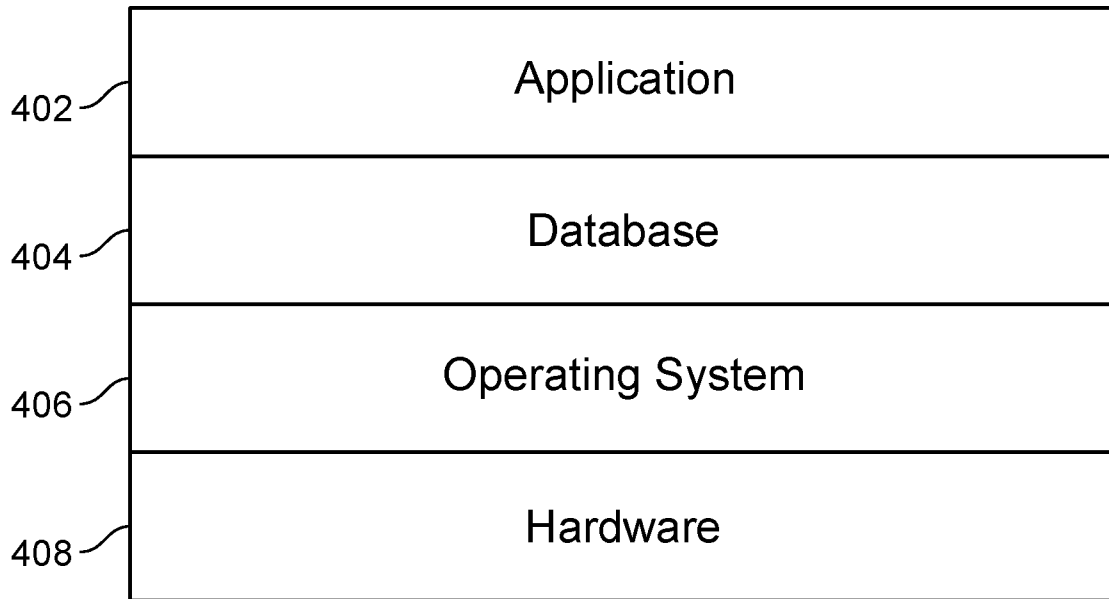 Application
402
Database
404
Operating System
406
Hardware
408